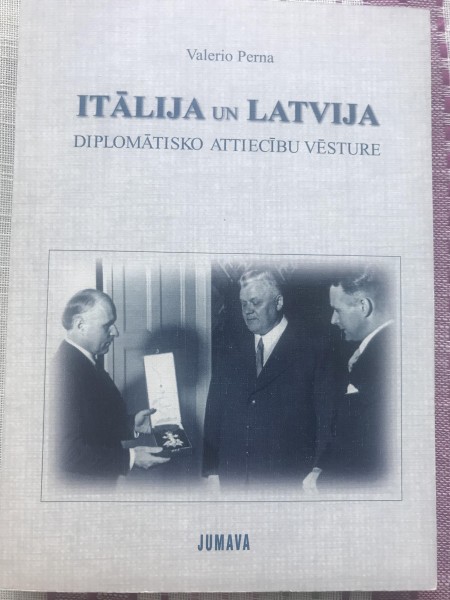 Valerio Perna
ITĀLIJA UN LATVIJA
DIPLOMĀTISKO ATTIECĪBU VĒSTURE
JUMAVA